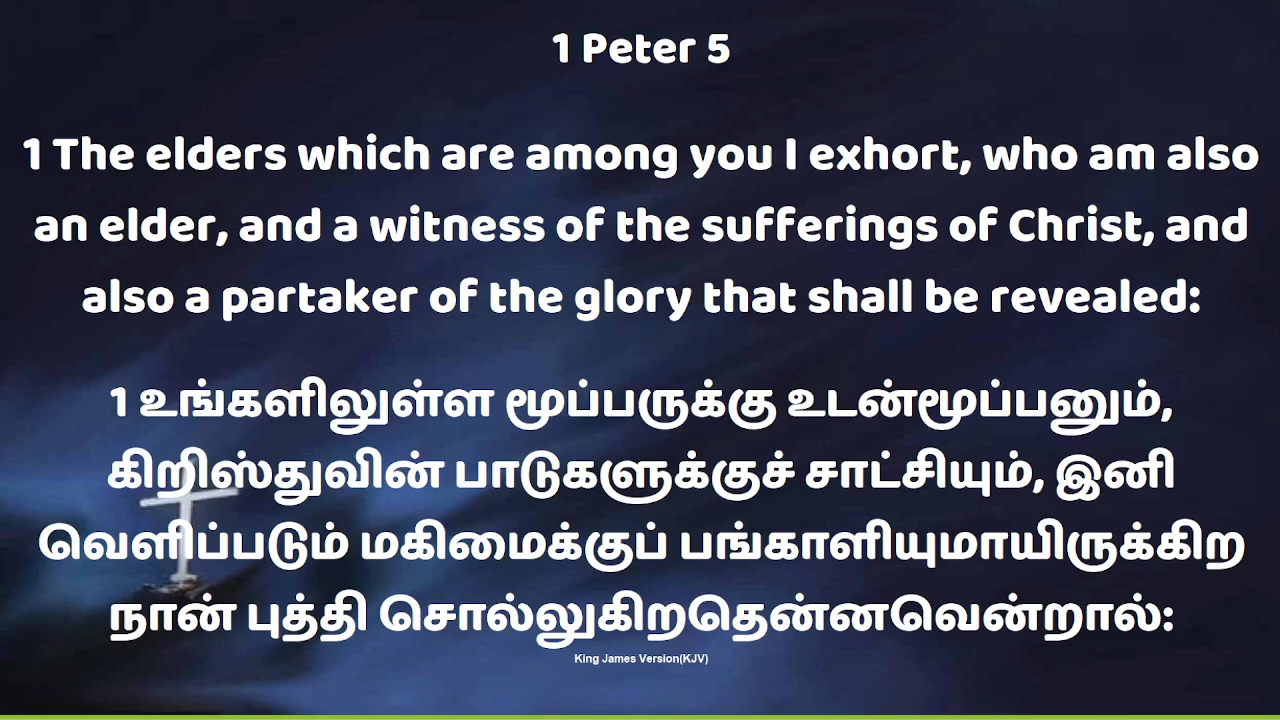 1 Peter 5
1 The elders which are among you I exhort, who am also
an elder, and a witness of the sufferings of Christ, and
also a partaker of the glory that shall be revealed:
1 உங்களிலுள்ள மூப்பருக்கு உடன்மூப்பனும்,
கிறிஸ்துவின் பாடுகளுக்குச் சாட்சியும், இனி
வெளிப்படும் மகிமைக்குப் பங்காளியுமாயிருக்கிற
நான் புத்தி சொல்லுகிறதென்னவென்றால்:
King James Version(KJV)